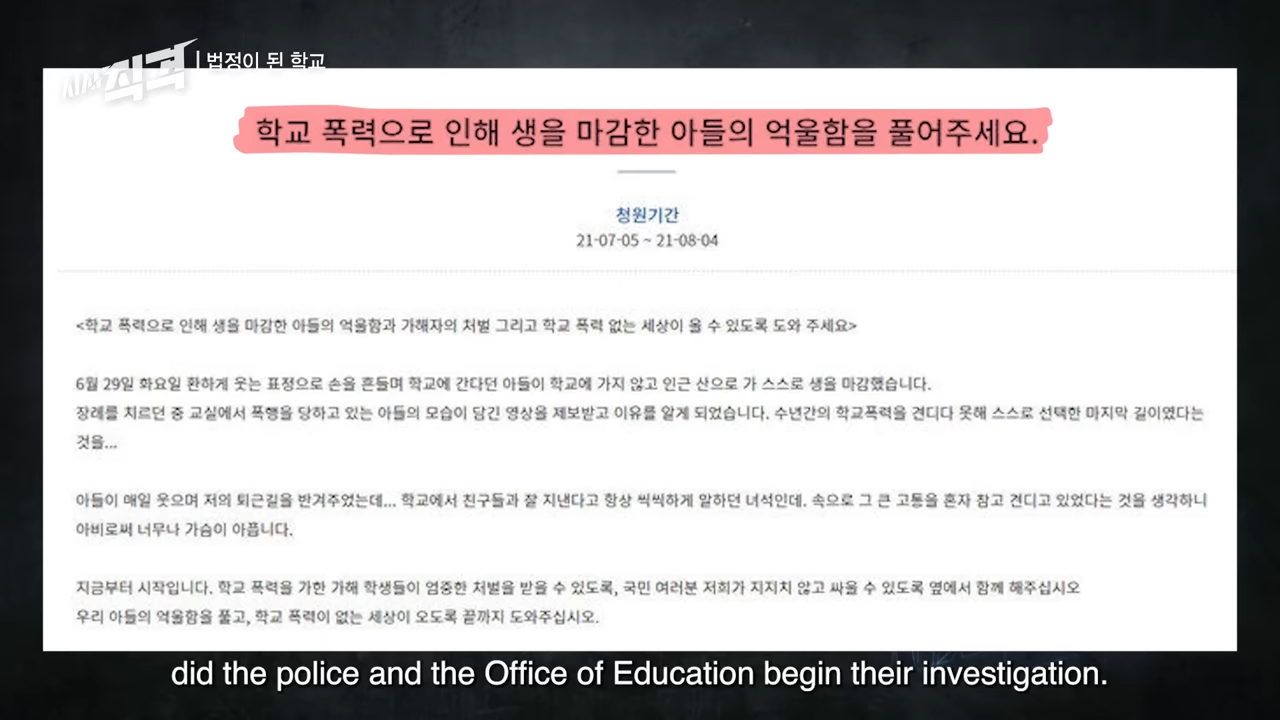 시사 직격 | 법정이 된 학교
학교 폭력으로 인해 생을 마감한 아들의 억울함을 풀어주세요.
청원기간
21-07-05 ~ 21-08-04
<학교 폭력으로 인해 생을 마감한 아들의 억울함과 가해자의 처벌 그리고 학교 폭력 없는 세상이 올 수 있도록 도와 주세요>
6월 29일 화요일 환하게 웃는 표정으로 손을 흔들며 학교에 간다던 아들이 학교에 가지 않고 인근 산으로 가 스스로 생을 마감했습니다.
장례를 치르던 중 교실에서 폭행을 당하고 있는 아들의 모습이 담긴 영상을 제보받고 이유를 알게 되었습니다. 수년간의 학교폭력을 견디다 못해 스스로 선택한 마지막 길이였다는
것을...
아들이 매일 웃으며 저의 퇴근길을 반겨주었는데... 학교에서 친구들과 잘 지낸다고 항상 씩씩하게 말하던 녀석인데. 속으로 그 큰 고통을 혼자 참고 견디고 있었다는 것을 생각하니
아비로써 너무나 가슴이 아픕니다.
지금부터 시작입니다. 학교 폭력을 가한 가해 학생들이 엄중한 처벌을 받을 수 있도록, 국민 여러분 저희가 지지치 않고 싸울 수 있도록 옆에서 함께 해주십시오
우리 아들의 억울함을 풀고, 학교 폭력이 없는 세상이 오도록 끝까지 도와주십시오.
did the police and the Office of Education begin their investigation.